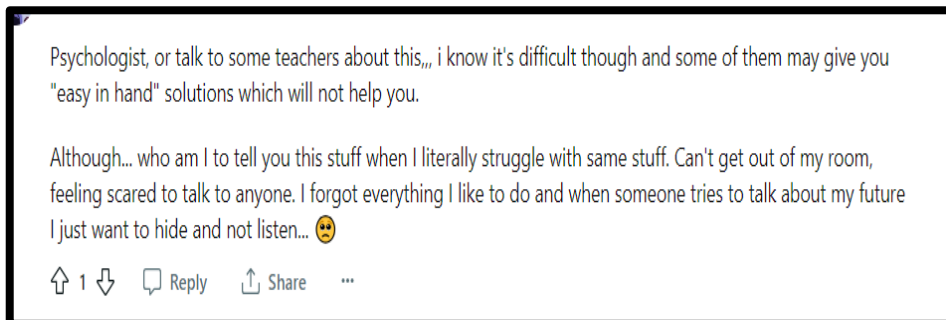 Psychologist, or talk to some teachers about this,,, i know it's difficult though and some of them may give you
"easy in hand" solutions which will not help you.
Although... who am I to tell you this stuff when I literally struggle with same stuff. Can't get out of my room,
feeling scared to talk to anyone. I forgot everything I like to do and when someone tries to talk about my future
I just want to hide and not listen... 🥺
1 Reply Share ...